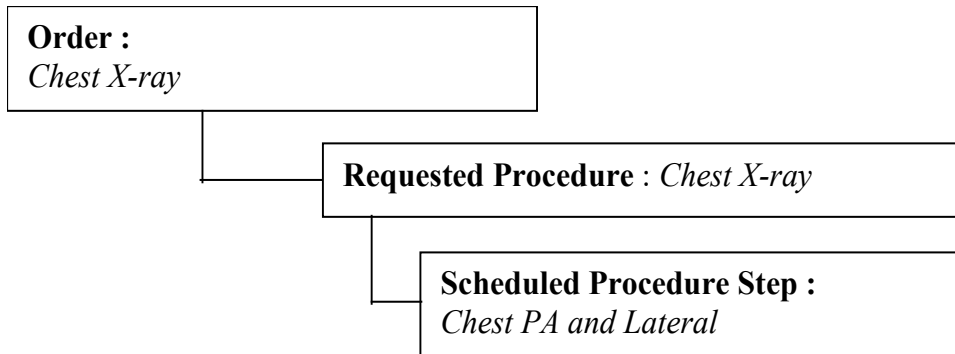 Order :
Chest X-ray
Requested Procedure : Chest X-ray
Scheduled Procedure Step :
Chest PA and Lateral